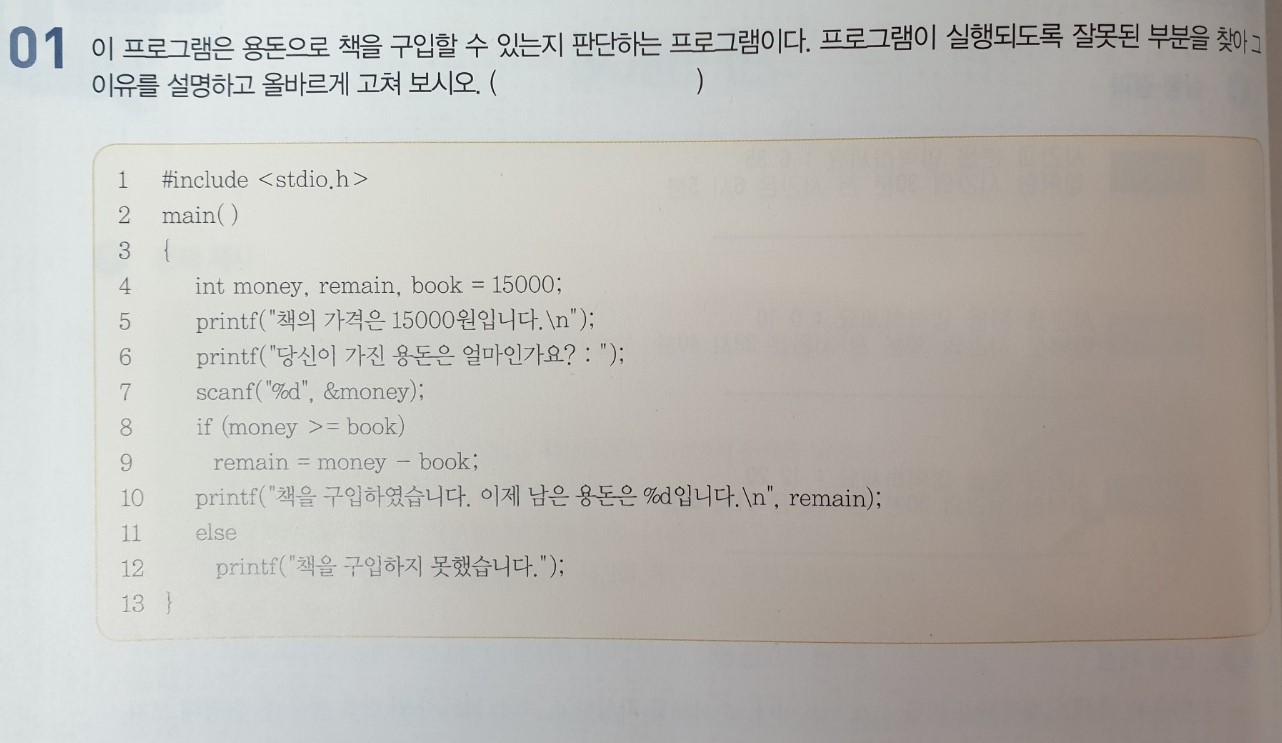 01 이 프로그램은 용돈으로 책을 구입할 수 있는지 판단하는 프로그램이다. 프로그램이 실행되도록 잘못된 부분을 찾아 그
이유를 설명하고 올바르게 고쳐 보시오. (          )
1 #include <stdio.h>
2 main( )
3 {
4 int money, remain, book = 15000;
5 printf("책의 가격은 15000원입니다.\n");
6 printf("당신이 가진 용돈은 얼마인가요? : ");
7 scanf("%d", &money);
8 if (money >= book)
9 remain = money - book;
10 printf("책을 구입하였습니다. 이제 남은 용돈은 %d입니다.\n", remain);
11 else
12 printf("책을 구입하지 못했습니다.");
13 }